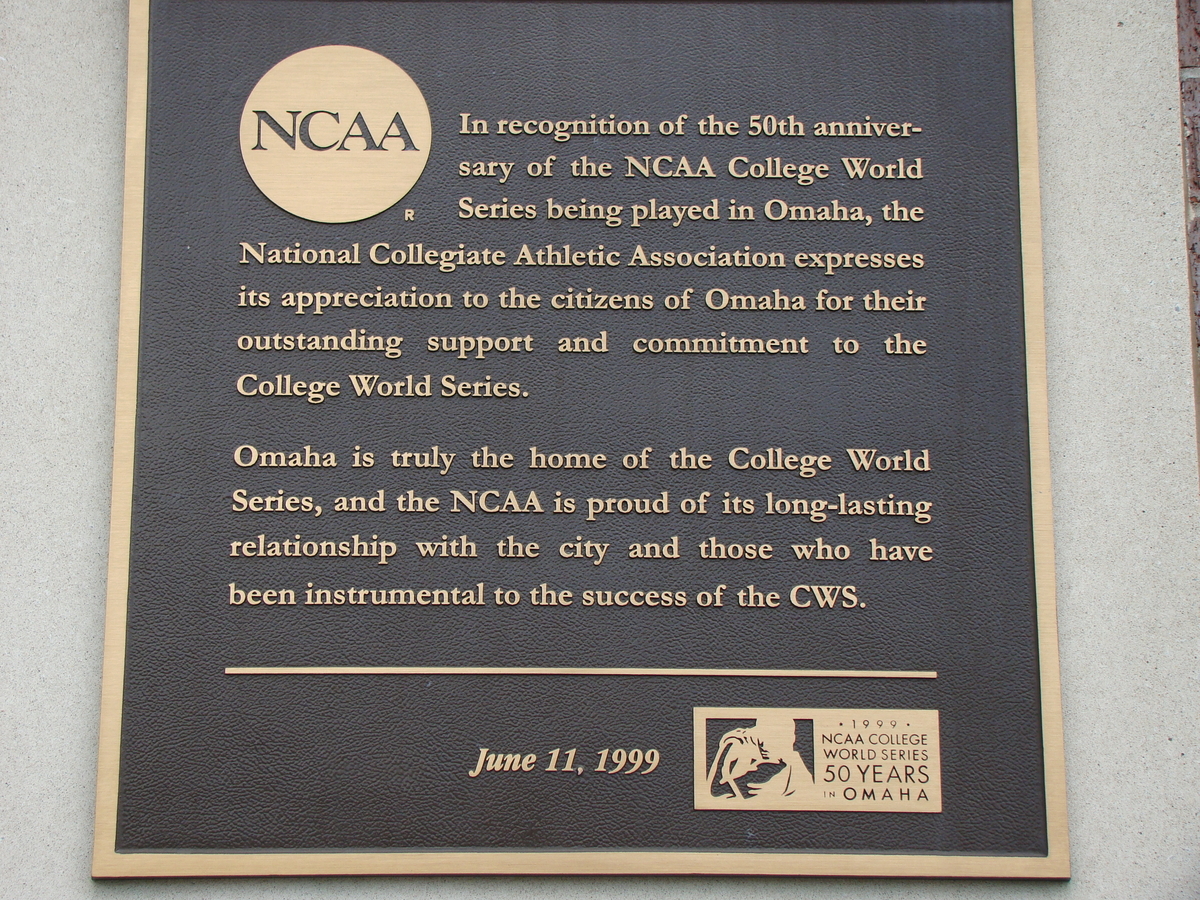 NCAA
R
In recognition of the 50th anniver-
sary of the NCAA College World
Series being played in Omaha, the
National Collegiate Athletic Association expresses
its appreciation to the citizens of Omaha for their
outstanding support and commitment to the
College World Series.
Omaha is truly the home of the College World
Series, and the NCAA is proud of its long-lasting
relationship with the city and those who have
been instrumental to the success of the CWS.
June 11, 1999
• 1999 •
NCAA COLLEGE
WORLD SERIES
50 YEARS
IN OMAHA